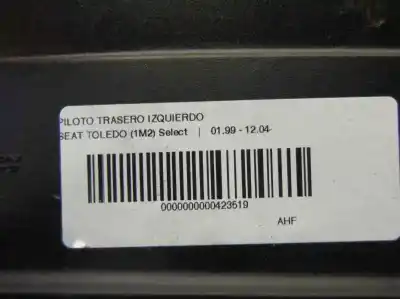 PILOTO TRASERO IZQUIERDO
SEAT TOLEDO (1M2) Select | 01.99 - 12.04
0000000000423519
AHF